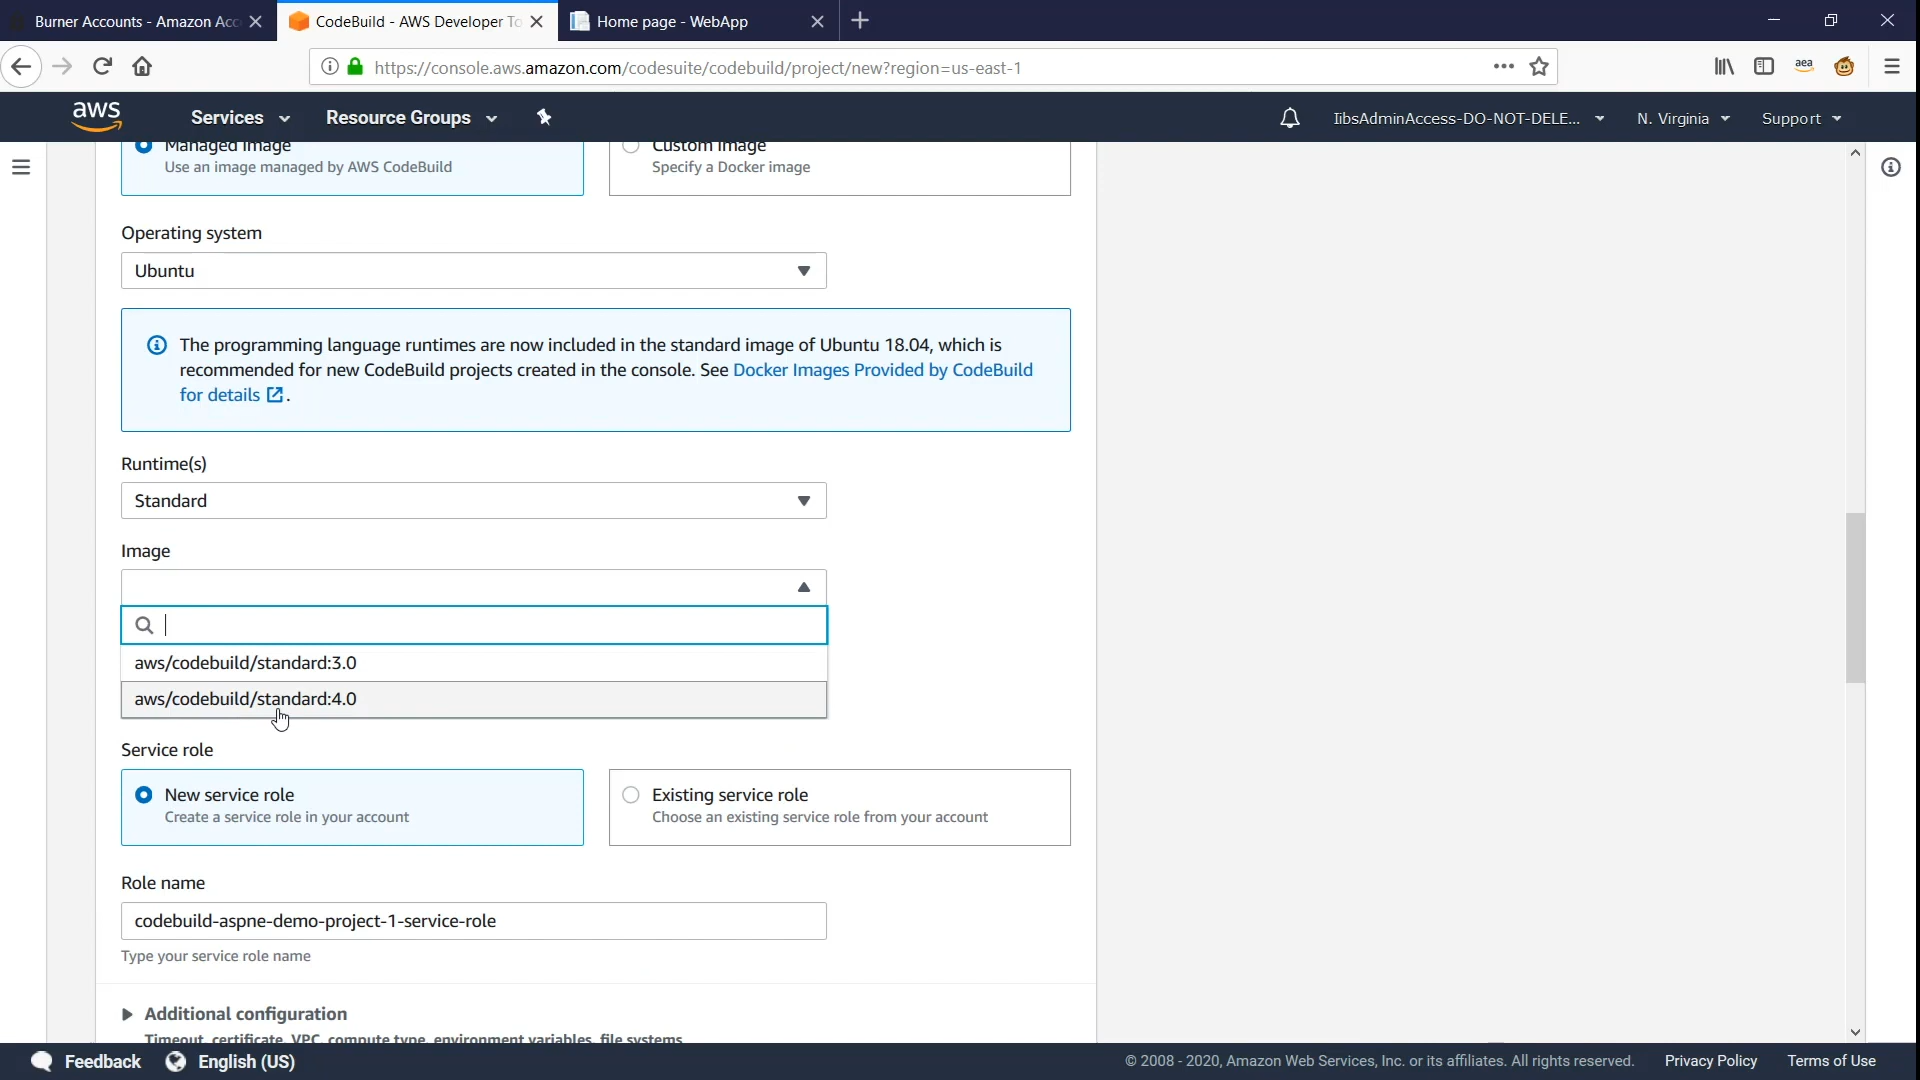 Burner Accounts - Amazon Acc
CodeBuild - AWS Developer To
Home page - WebApp
https://console.aws.amazon.com/codesuite/codebuild/project/new?region=us-east-1
aea
aws
Services
Resource Groups
IibsAdminAccess-DO-NOT-DELE...
N. Virginia
Support
Managed image
Use an image managed by AWS CodeBuild
Custom image
Specify a Docker image
Operating system
Ubuntu
The programming language runtimes are now included in the standard image of Ubuntu 18.04, which is
recommended for new CodeBuild projects created in the console. See Docker Images Provided by CodeBuild
for details .
Runtime(s)
Standard
Image
aws/codebuild/standard:3.0
aws/codebuild/standard:4.0
Service role
New service role
Create a service role in your account
Existing service role
Choose an existing service role from your account
Role name
codebuild-aspne-demo-project-1-service-role
Type your service role name
Additional configuration
Timeout, certificate, VPC, compute type, environment variables, file systems
Feedback
English (US)
© 2008 - 2020, Amazon Web Services, Inc. or its affiliates. All rights reserved.
Privacy Policy
Terms of Use